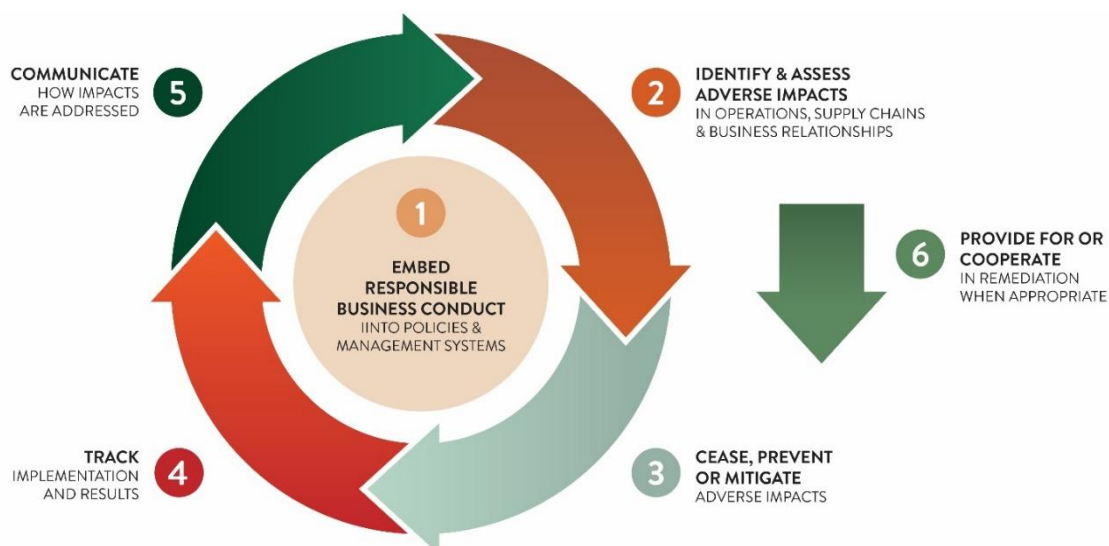 1
EMBED
RESPONSIBLE
BUSINESS CONDUCT
IINTO POLICIES &
MANAGEMENT SYSTEMS
2
IDENTIFY & ASSESS
ADVERSE IMPACTS
IN OPERATIONS, SUPPLY CHAINS
& BUSINESS RELATIONSHIPS
3
CEASE, PREVENT
OR MITIGATE
ADVERSE IMPACTS
4
TRACK
IMPLEMENTATION
AND RESULTS
5
COMMUNICATE
HOW IMPACTS
ARE ADDRESSED
6
PROVIDE FOR OR
COOPERATE
IN REMEDIATION
WHEN APPROPRIATE